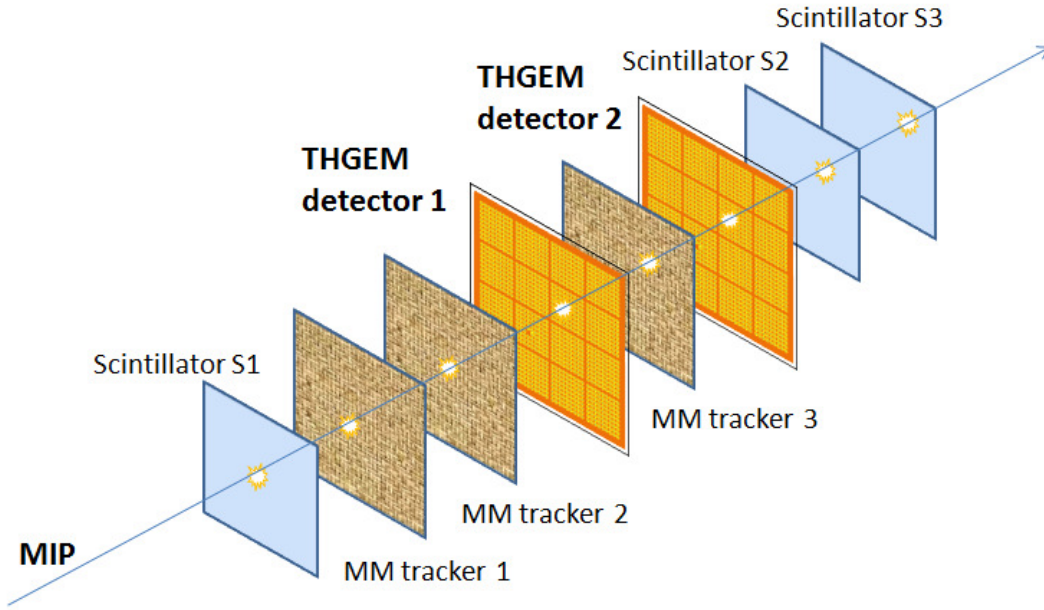 Scintillator S3
Scintillator S2
THGEM
detector 2
THGEM
detector 1
Scintillator S1
MM tracker 3
MM tracker 2
MIP
MM tracker 1